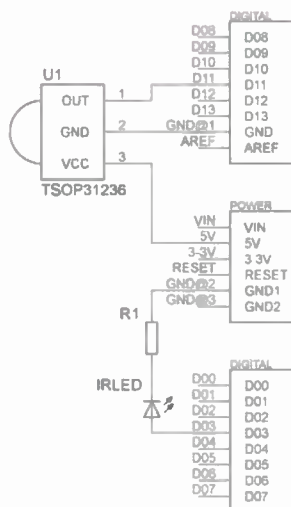 DIGITAL
D08 D08
D09 D09
D10 D10
U1
D11 D11
OUT 1
D12 D12
D13 D13
GND 2 GND@1 GND
AREF AREF
VCC 3
TSOP31236
POWER
VIN VIN
5V 5V
3-3V 3 3V
RESET RESET
GND@2 GND1
GND@3 GND2
R1
DIGITAL
IRLED
D00 D00
D01 D01
D02 D02
D03 D03
D04 D04
D05 D05
D06 D06
D07 D07